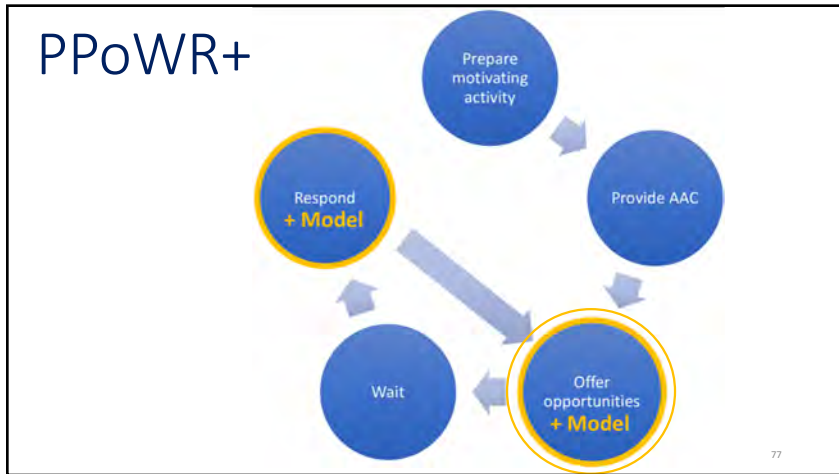 PPoWR+
Prepare
motivating
activity
Provide AAC
Offer
opportunities
+ Model
Wait
Respond
+ Model
77